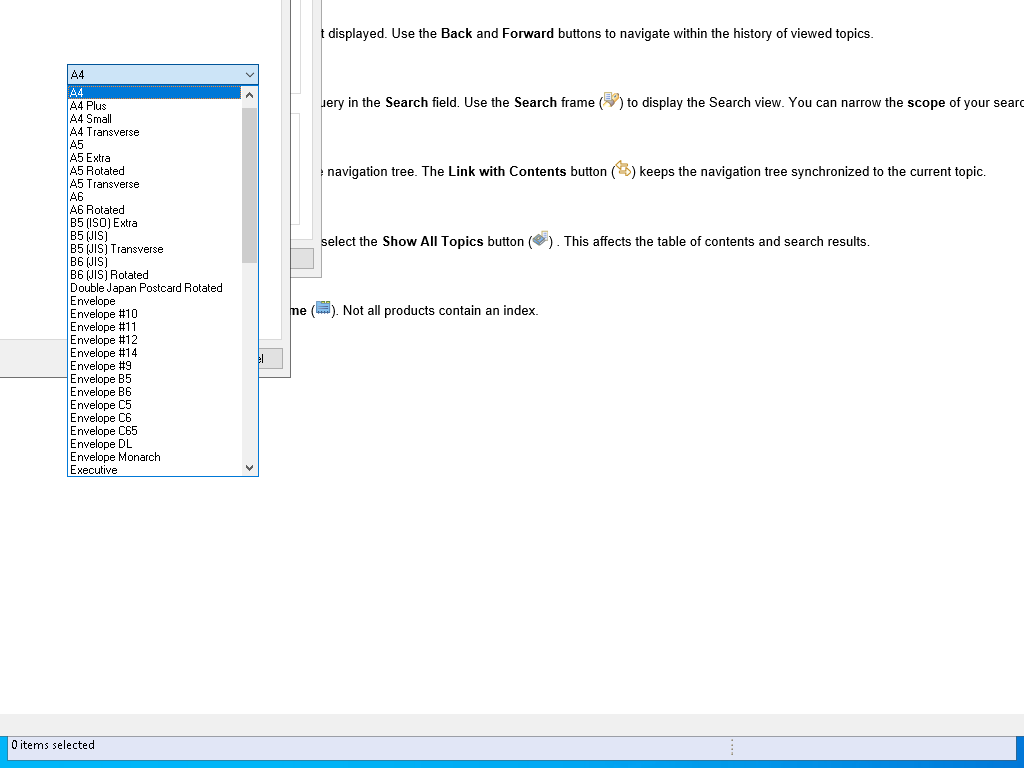 t displayed. Use the Back and Forward buttons to navigate within the history of viewed topics.
A4
A4
A4 Plus
A4 Small
A4 Transverse
A5
A5 Extra
A5 Rotated
A5 Transverse
A6
A6 Rotated
B5 (ISO) Extra
B5 (JIS)
B5 (JIS) Transverse
B6 (JIS)
B6 (JIS) Rotated
Double Japan Postcard Rotated
Envelope
Envelope #10
Envelope #11
Envelope #12
Envelope #14
Envelope #9
Envelope B5
Envelope B6
Envelope C5
Envelope C6
Envelope C65
Envelope DL
Envelope Monarch
Executive
uery in the Search field. Use the Search frame ( ) to display the Search view. You can narrow the scope of your searc
navigation tree. The Link with Contents button ( ) keeps the navigation tree synchronized to the current topic.
select the Show All Topics button ( ) . This affects the table of contents and search results.
me ( ). Not all products contain an index.
el
0 items selected